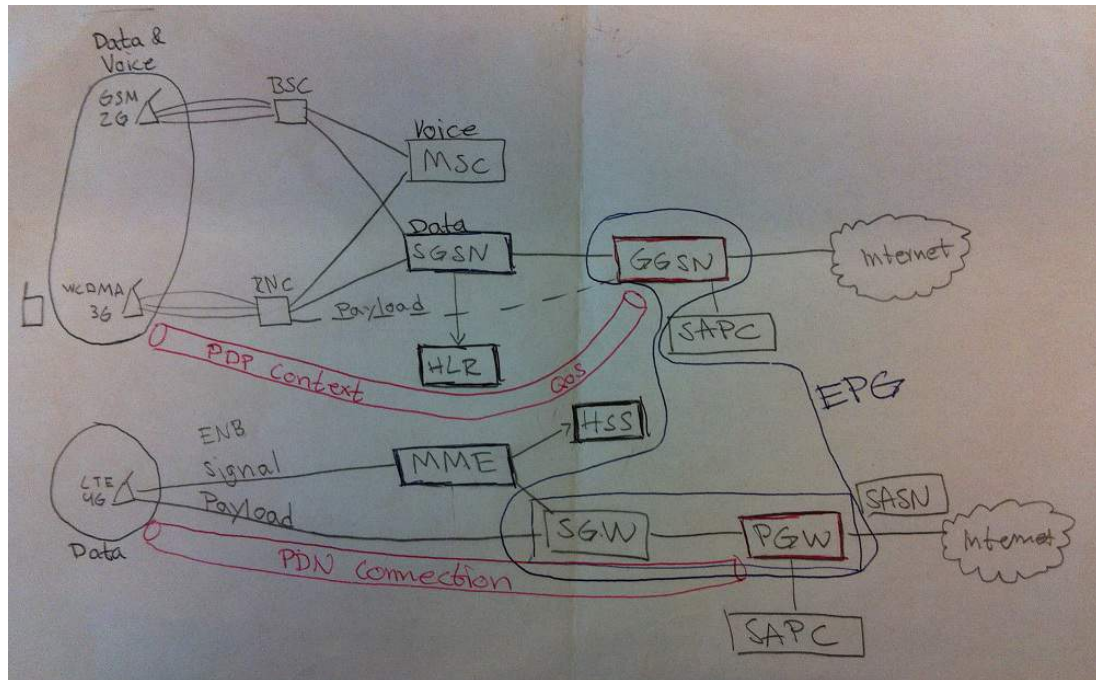 Data &
Voice
GSM
2G
BSC
Voice
MSC
Data
SGSN
GGSN
Internet
WCDMA
3G
RNC
Payload
SAPC
HLR
PDP Context
QoS
EPG
ENB
Signal
MME
HSS
LTE
4G
Payload
SGW
PGW
SASN
Internet
Data
PDN Connection
SAPC